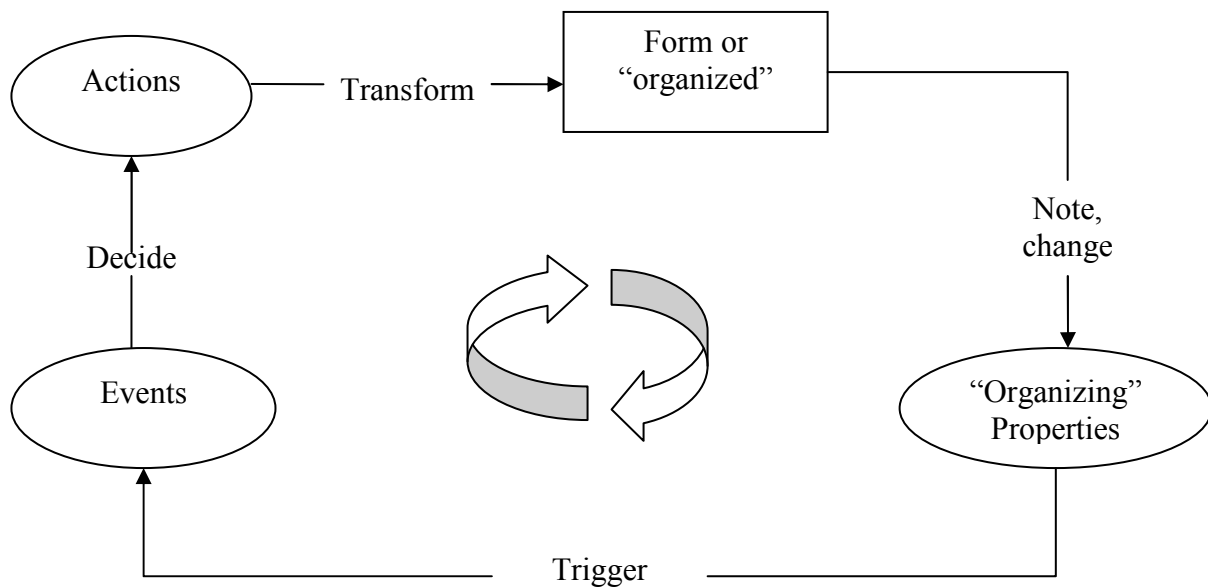 Actions
Transform
Form or
“organized”
Note,
change
Decide
Events
“Organizing”
Properties
Trigger